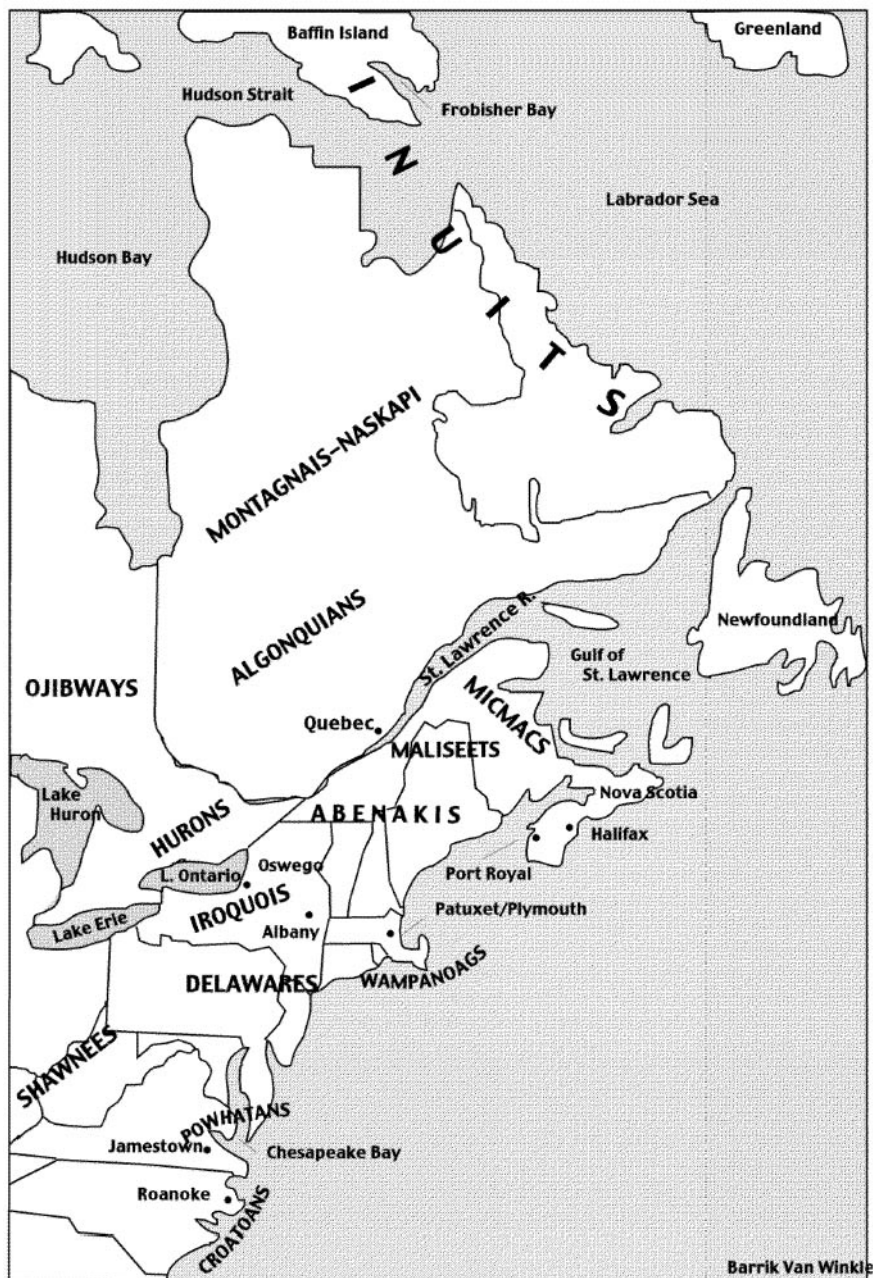 Baffin Island
Greenland
Hudson Strait
Frobisher Bay
INUITS
Labrador Sea
Hudson Bay
MONTAGNAIS-NASKAPI
ALGONQUIANS
St. Lawrence R.
Newfoundland
Gulf of
St. Lawrence
OJIBWAYS
MICMACS
Quebec
MALISEETS
Lake
Huron
Nova Scotia
HURONS
ABENAKIS
Halifax
L. Ontario
Oswego
Port Royal
IROQUOIS
Patuxet/Plymouth
Lake Erie
Albany
DELAWARES
WAMPANOAGS
SHAWNEES
POWHATANS
Jamestown
Chesapeake Bay
Roanoke
CROATOANS
Barrik Van Winkle